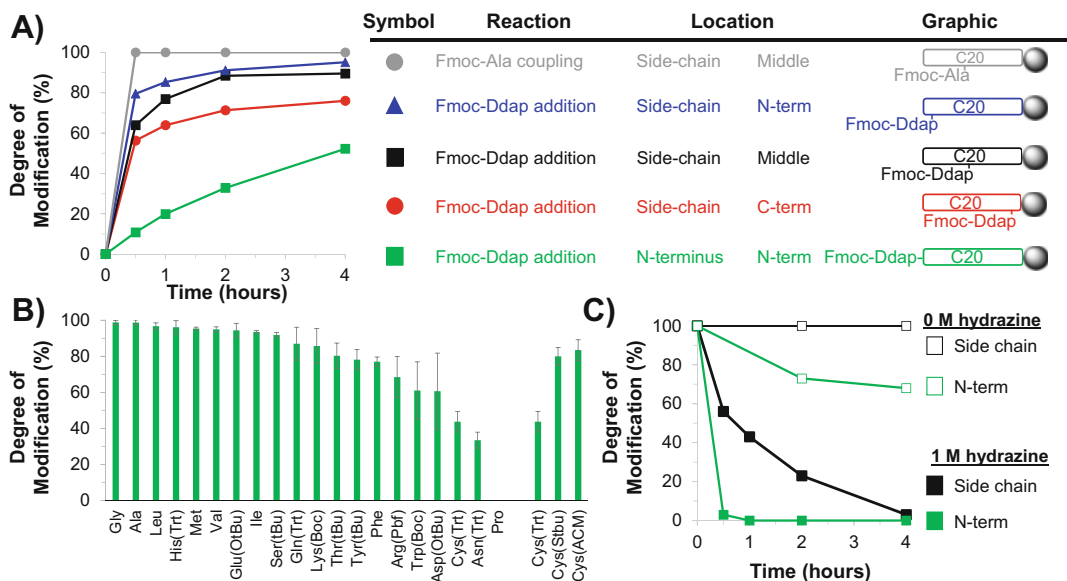 A)
Degree of
Modification (%)
100
80
60
40
20
0
0
1
2
3
4
Time (hours)
Symbol Reaction Location Graphic
Fmoc-Ala coupling Side-chain Middle C20
Fmoc-Ala
Fmoc-Ddap addition Side-chain N-term C20
Fmoc-Ddap
Fmoc-Ddap addition Side-chain Middle C20
Fmoc-Ddap
Fmoc-Ddap addition Side-chain C-term C20
Fmoc-Ddap
Fmoc-Ddap addition N-terminus N-term Fmoc-Ddap- C20
B)
Degree of
Modification (%)
100
80
60
40
20
0
Gly
Ala
Leu
His(Trt)
Met
Val
Glu(OtBu)
Ile
Ser(tBu)
Gln(Trt)
Lys(Boc)
Thr(tBu)
Tyr(tBu)
Phe
Arg(Pbf)
Trp(Boc)
Asp(OtBu)
Cys(Trt)
Asn(Trt)
Pro
Cys(Trt)
Cys(Stbu)
Cys(ACM)
C)
Degree of
Modification (%)
100
80
60
40
20
0
0
1
2
3
4
Time (hours)
0 M hydrazine
Side chain
N-term
1 M hydrazine
Side chain
N-term